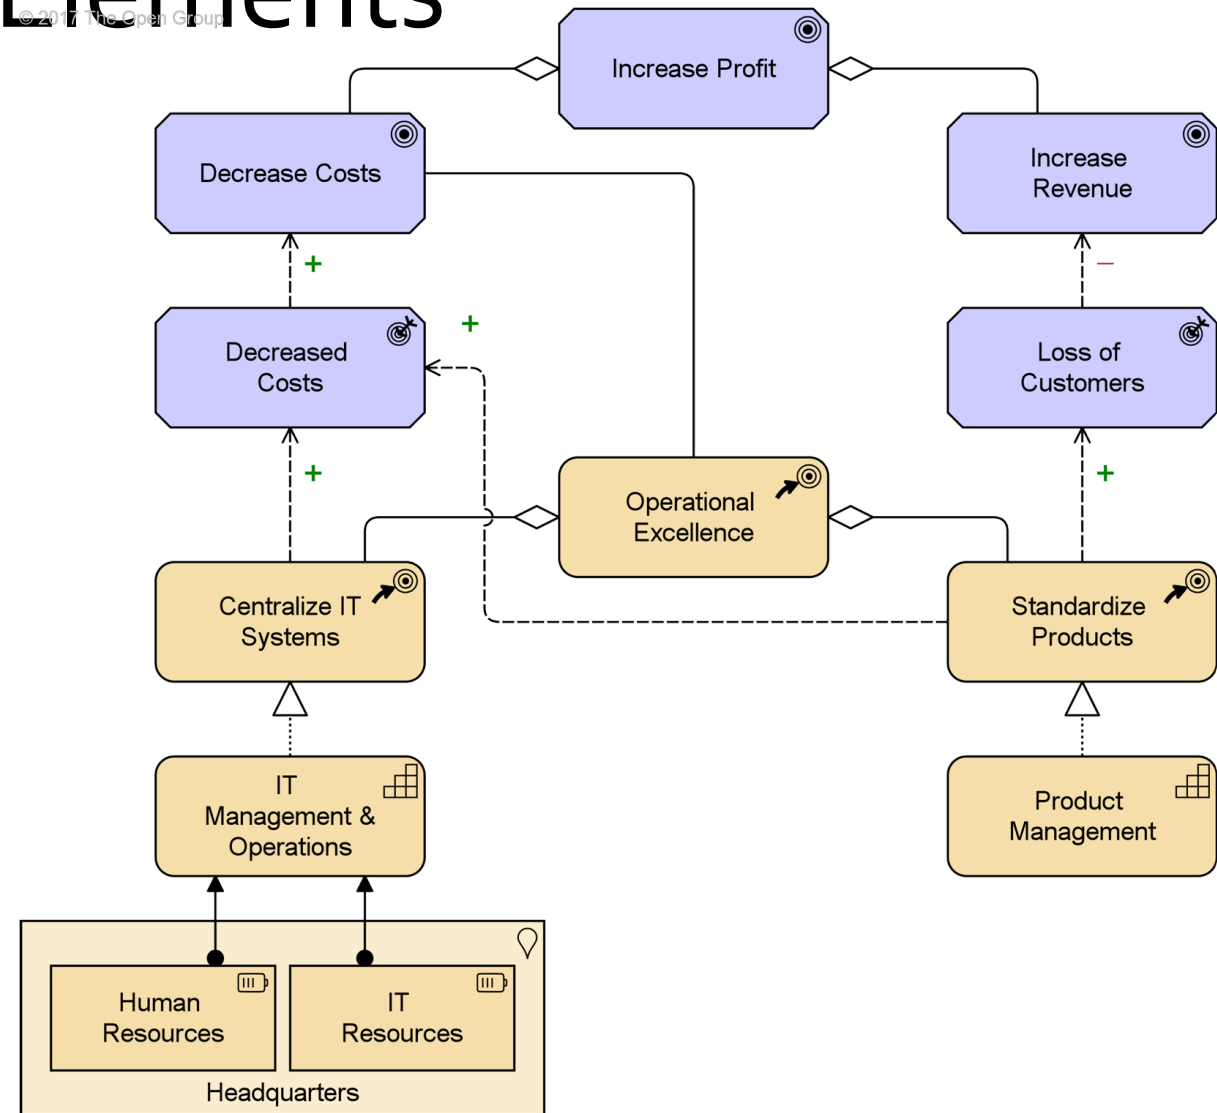 Elements
© 2017 The Open Group
Increase Profit
Decrease Costs
Increase
Revenue
+
–
Decreased
Costs
+
Loss of
Customers
+
+
Operational
Excellence
Centralize IT
Systems
Standardize
Products
IT
Management &
Operations
Product
Management
Human
Resources
IT
Resources
Headquarters